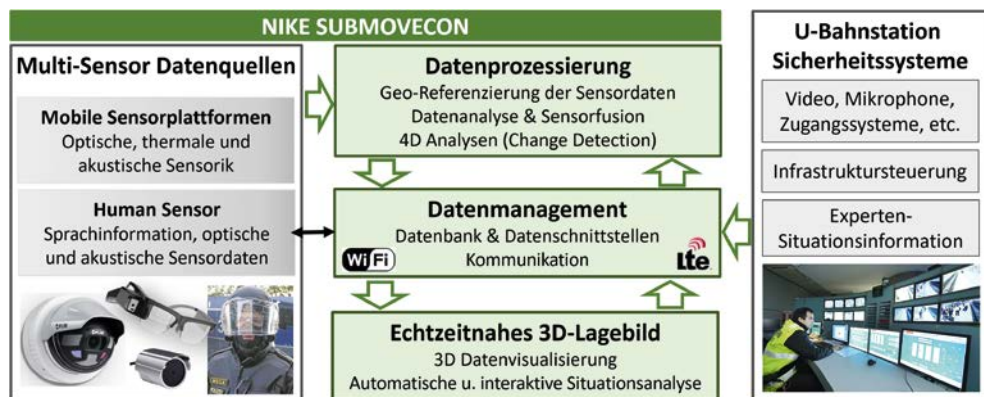 NIKE SUBMOVECON
Multi-Sensor Datenquellen
Mobile Sensorplattformen
Optische, thermale und
akustische Sensorik
Human Sensor
Sprachinformation, optische
und akustische Sensordaten
Datenprozessierung
Geo-Referenzierung der Sensordaten
Datenanalyse & Sensorfusion
4D Analysen (Change Detection)
Datenmanagement
Datenbank & Datenschnittstellen
Kommunikation
WiFi
Lte
Echtzeitnahes 3D-Lagebild
3D Datenvisualisierung
Automatische u. interaktive Situationsanalyse
U-Bahnstation
Sicherheitssysteme
Video, Mikrophone,
Zugangssysteme, etc.
Infrastruktursteuerung
Experten-
Situationsinformation